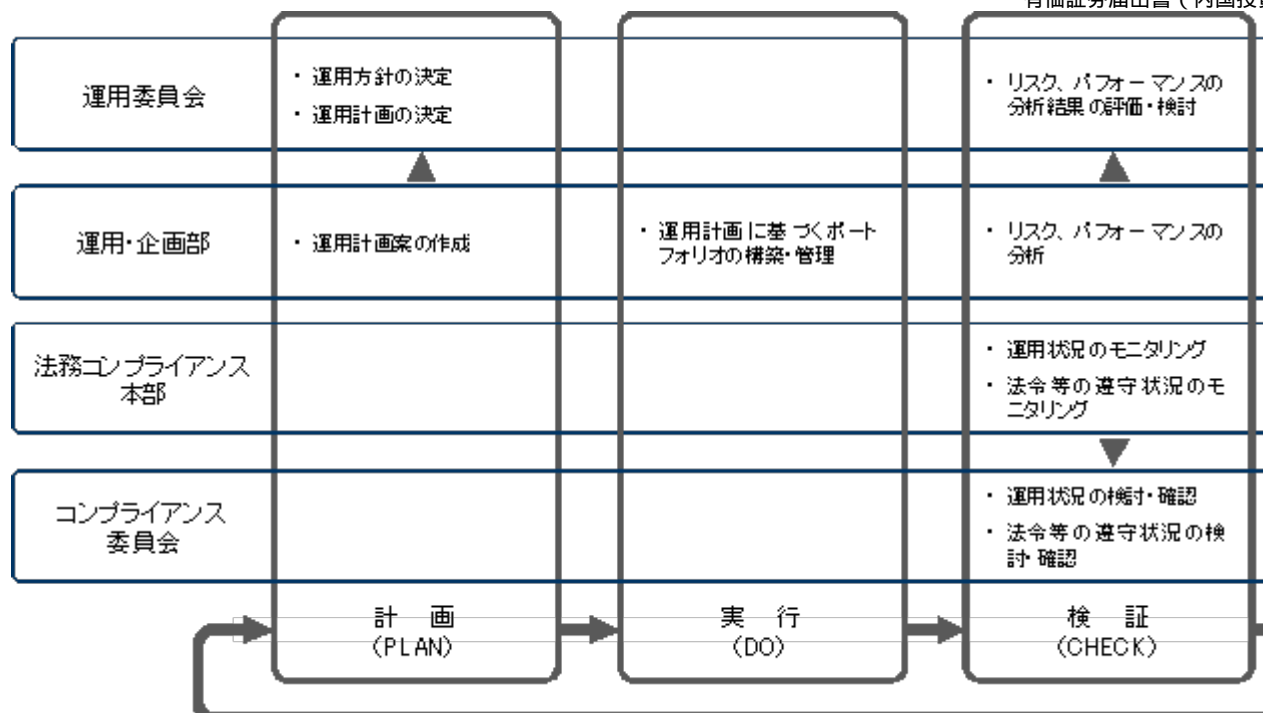 有価証券届出書(内国投資
運用委員会
・ 運用方針の決定
・ 運用計画の決定
・ リスク、パフォーマンスの
分析結果の評価・検討
運用・企画部
・ 運用計画案の作成
・ 運用計画に基づくポート
フォリオの構築・管理
・ リスク、パフォーマンスの
分析
法務コンプライアンス
本部
・ 運用状況のモニタリング
・ 法令等の遵守状況のモ
ニタリング
コンプライアンス
委員会
・ 運用状況の検討・確認
・ 法令等の遵守状況の検
討・確認
計 画
(PLAN)
実 行
(DO)
検 証
(CHECK)